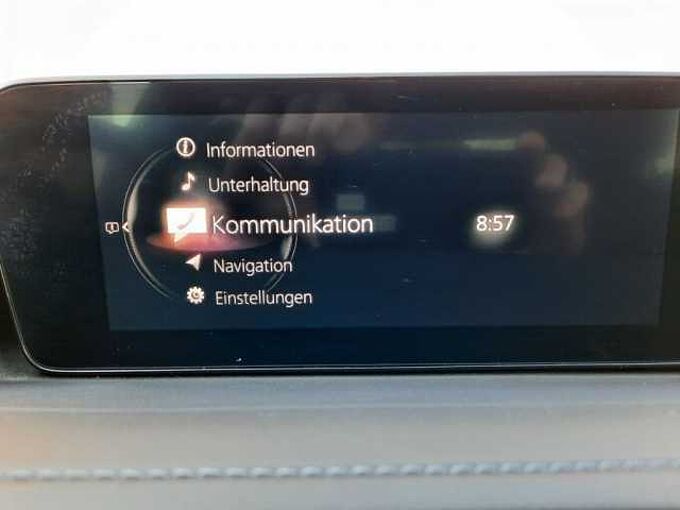 Informationen
Unterhaltung
Kommunikation 8:57
Navigation
Einstellungen